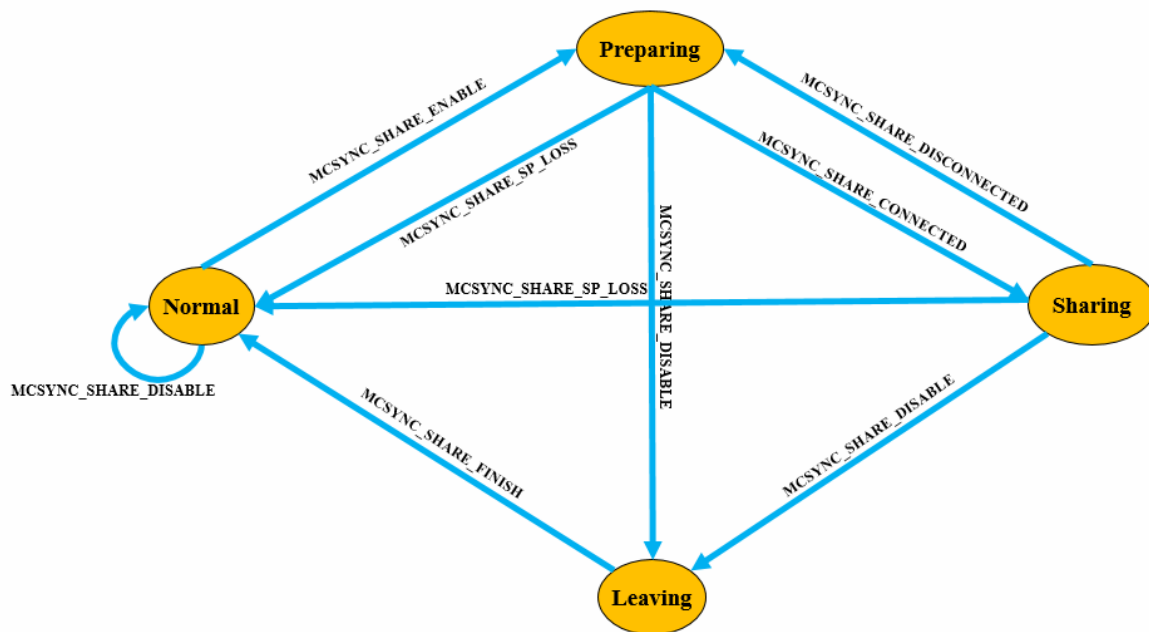 Preparing
MCSYNC_SHARE_ENABLE
MCSYNC_SHARE_SP_LOSS
MCSYNC_SHARE_DISABLE
MCSYNC_SHARE_CONNECTED
MCSYNC_SHARE_DISCONNECTED
Normal
MCSYNC_SHARE_SP_LOSS
Sharing
MCSYNC_SHARE_DISABLE
MCSYNC_SHARE_FINISH
MCSYNC_SHARE_DISABLE
Leaving